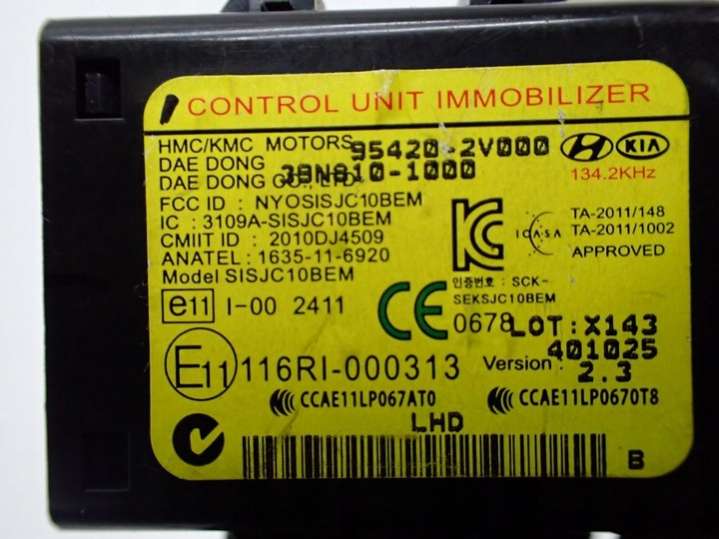 CONTROL UNIT IMMOBILIZER
HMC/KMC MOTORS 95420-2V000
DAE DONG 39N810-1000
DAE DONG CO., LTD.
KIA
134.2KHz
FCC ID : NYOSISJC10BEM
IC : 3109A-SISJC10BEM
CMIIT ID : 2010DJ4509
ANATEL : 1635-11-6920
Model SISJC10BEM
ICASA
TA-2011/148
TA-2011/1002
APPROVED
인증번호 : SCK-
SEKSJC10BEM
e11 I-00 2411
CE 0678 LOT:X143
401025
E11 116RI-000313 Version : 2.3
CCAE11LP067AT0 CCAE11LP0670T8
LHD
B